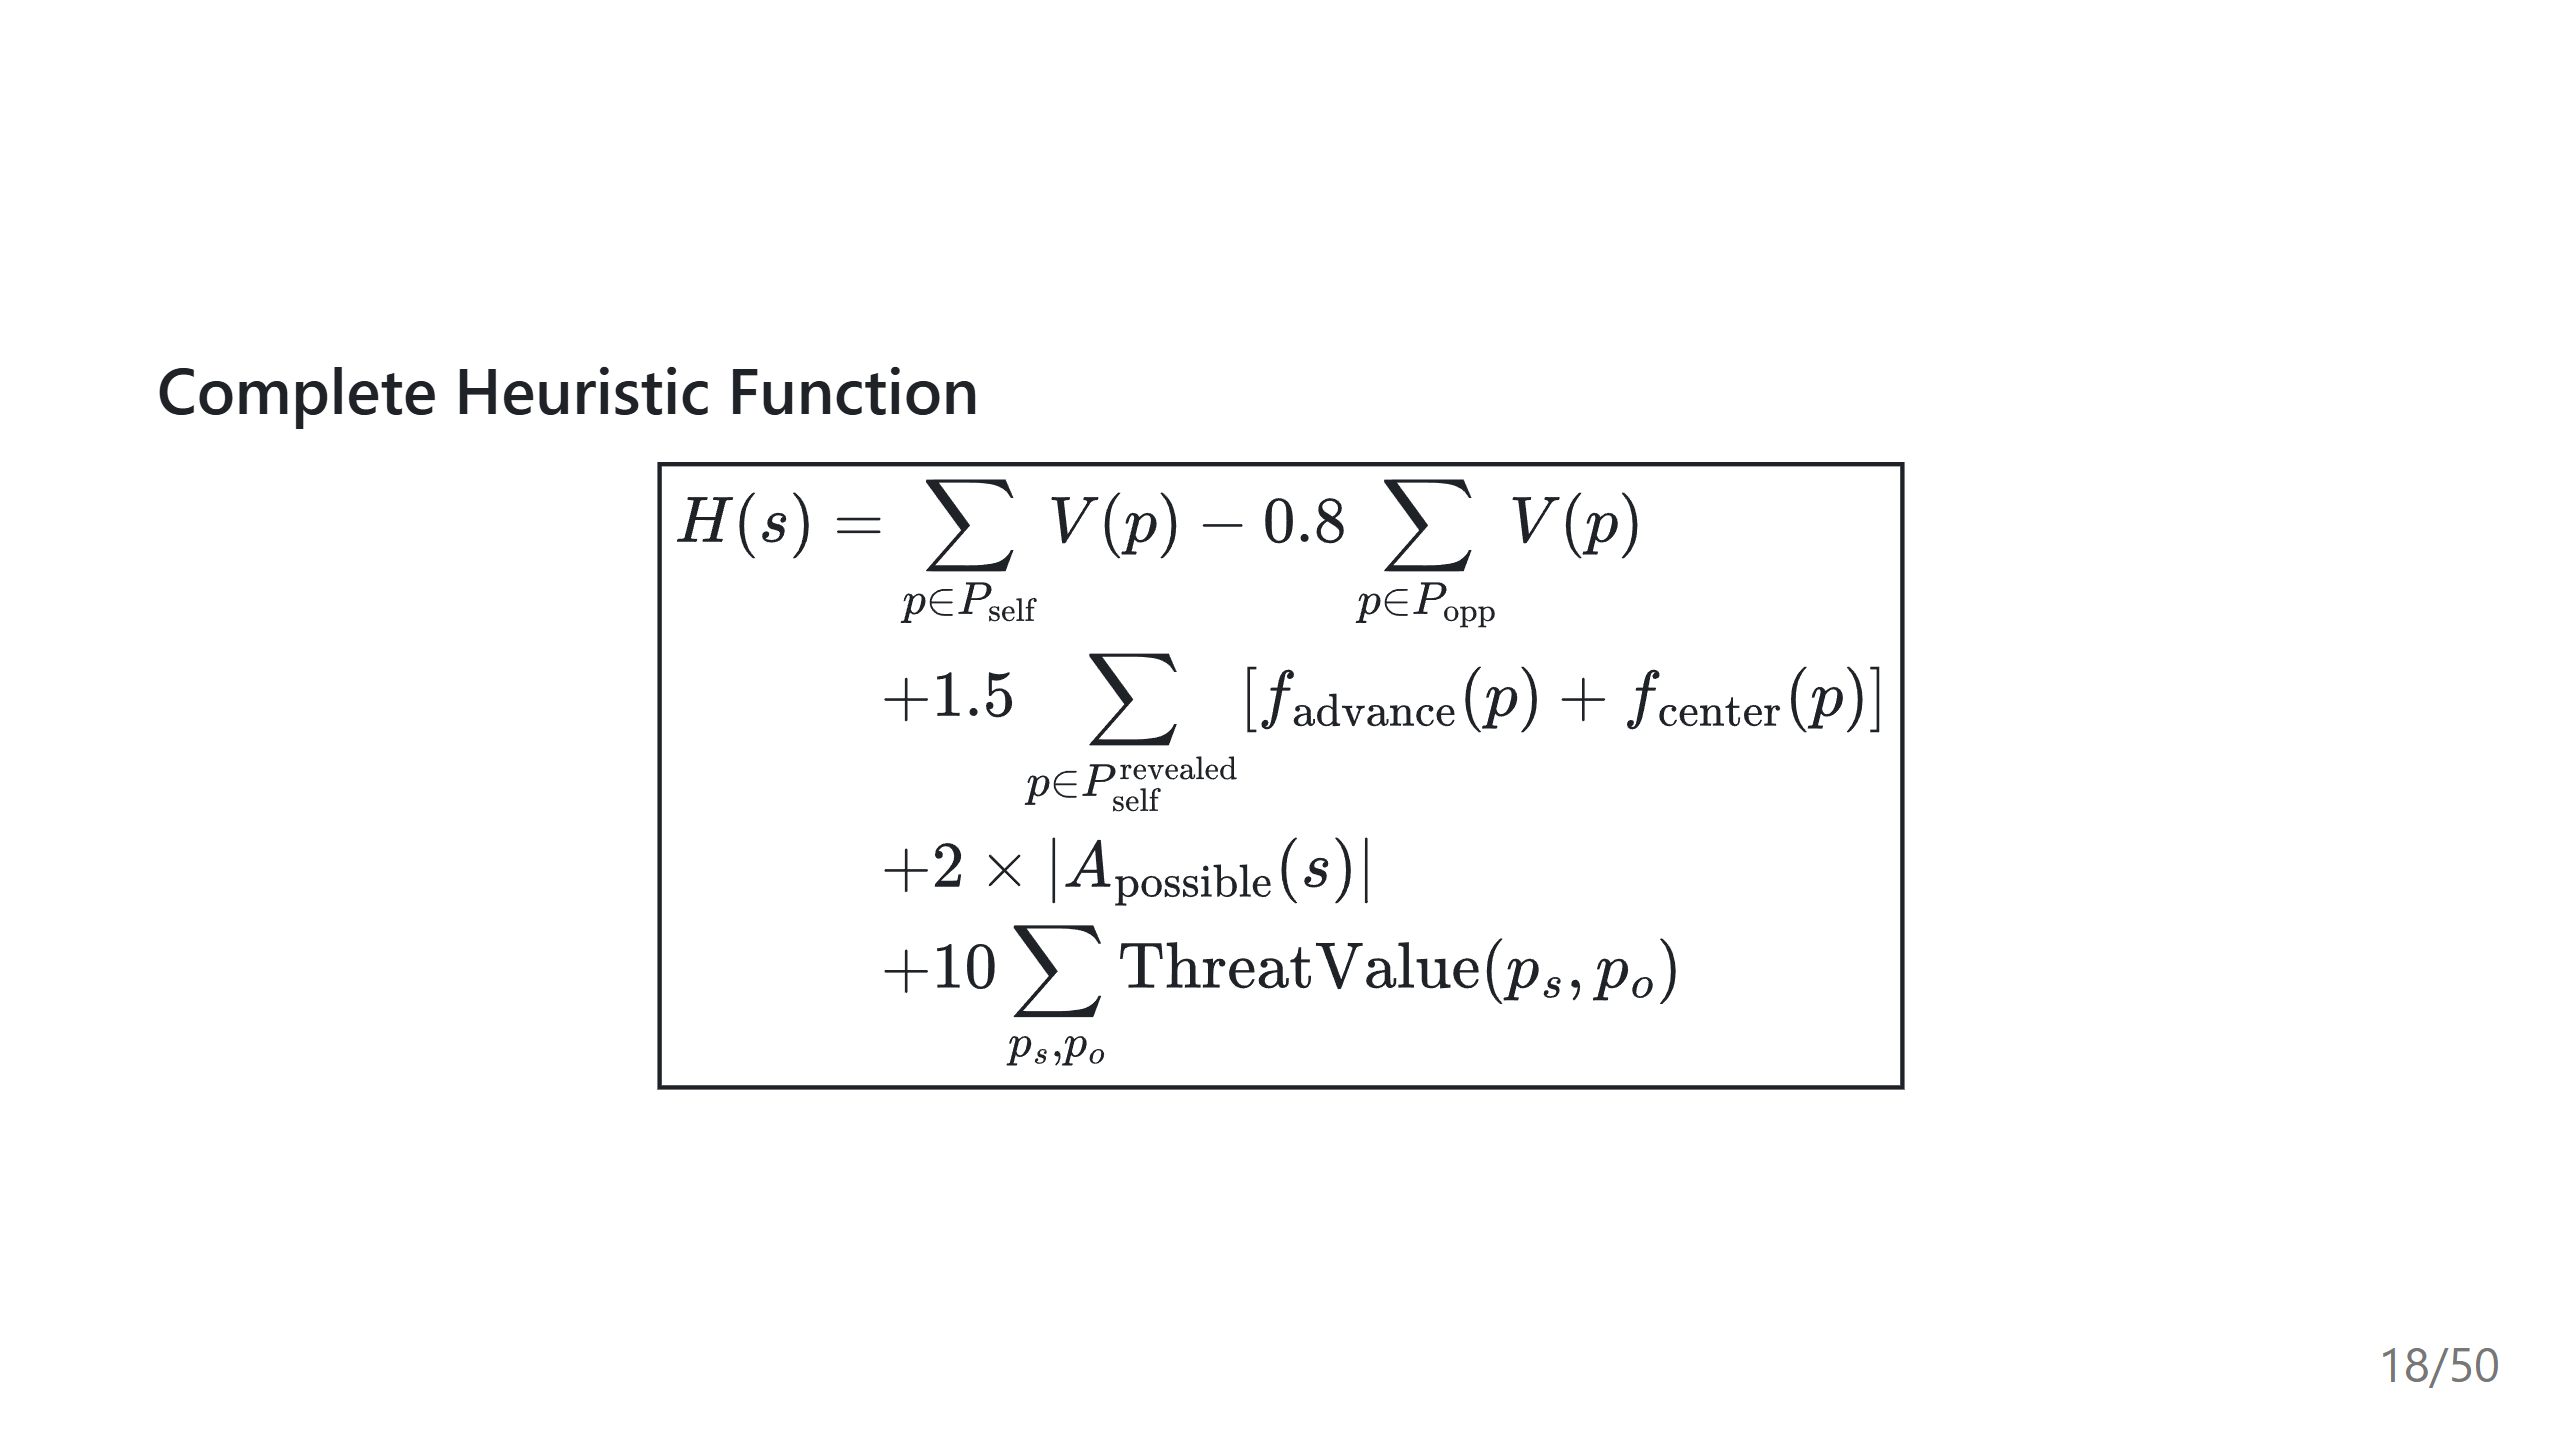 Complete Heuristic Function
H(s) = ∑_{p∈P_self} V(p) − 0.8 ∑_{p∈P_opp} V(p)
+1.5 ∑_{p∈P_self^revealed} [f_advance(p) + f_center(p)]
+2 × |A_possible(s)|
+10 ∑_{p_s,p_o} ThreatValue(p_s, p_o)
18/50